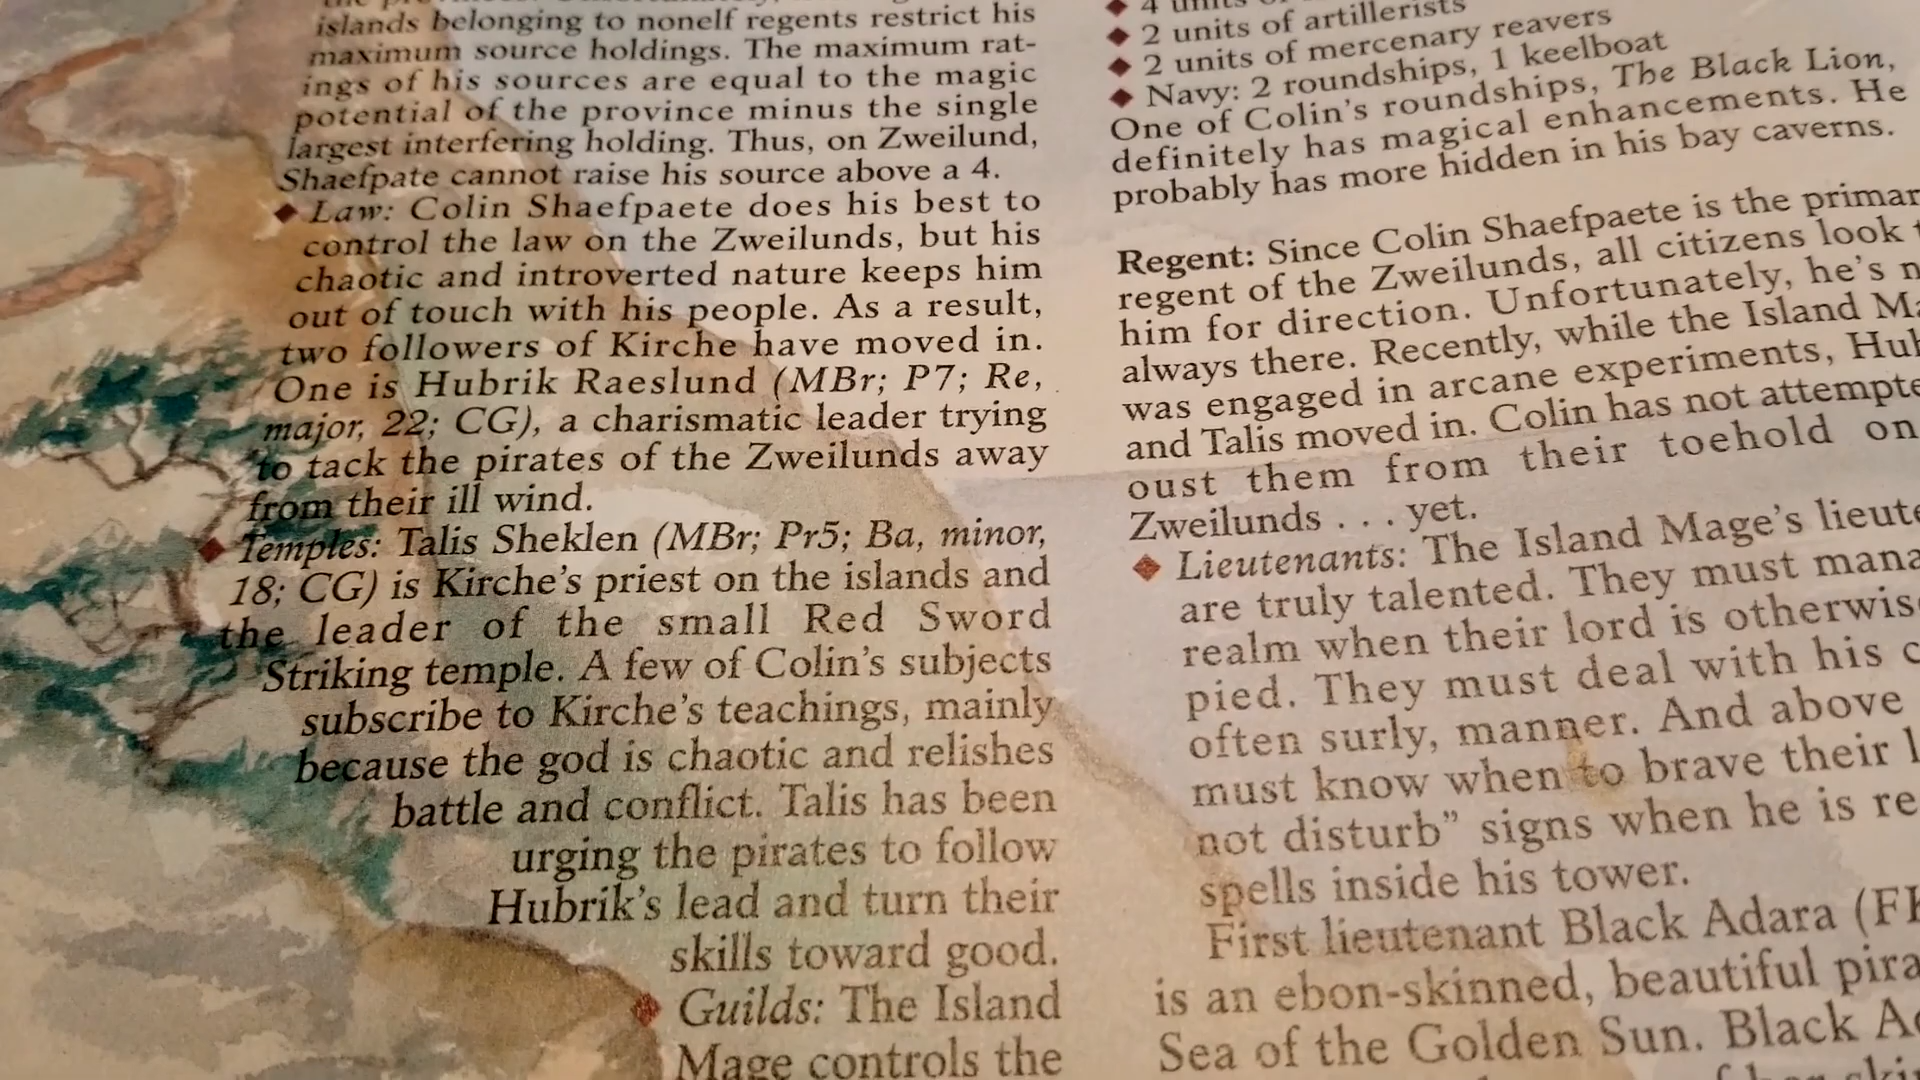 islands belonging to nonelf regents restrict his
maximum source holdings. The maximum rat-
ings of his sources are equal to the magic
potential of the province minus the single
largest interfering holding. Thus, on Zweilund,
Shaefpate cannot raise his source above a 4.
◆ Law: Colin Shaefpaete does his best to
control the law on the Zweilunds, but his
chaotic and introverted nature keeps him
out of touch with his people. As a result,
two followers of Kirche have moved in.
One is Hubrik Raeslund (MBr; P7; Re,
major, 22; CG), a charismatic leader trying
to tack the pirates of the Zweilunds away
from their ill wind.
◆ Temples: Talis Sheklen (MBr; Pr5; Ba, minor,
18; CG) is Kirche's priest on the islands and
the leader of the small Red Sword
Striking temple. A few of Colin's subjects
subscribe to Kirche's teachings, mainly
because the god is chaotic and relishes
battle and conflict. Talis has been
urging the pirates to follow
Hubrik's lead and turn their
skills toward good.
◆ Guilds: The Island
Mage controls the
◆ 4 units of
◆ 2 units of artillerists
◆ 2 units of mercenary reavers
◆ Navy: 2 roundships, 1 keelboat
One of Colin's roundships, The Black Lion,
definitely has magical enhancements. He
probably has more hidden in his bay caverns.
Regent: Since Colin Shaefpaete is the primar
regent of the Zweilunds, all citizens look
him for direction. Unfortunately, he's n
always there. Recently, while the Island Ma
was engaged in arcane experiments, Hub
and Talis moved in. Colin has not attempte
oust them from their toehold on
Zweilunds . . . yet.
◆ Lieutenants: The Island Mage's lieute
are truly talented. They must mana
realm when their lord is otherwise
pied. They must deal with his c
often surly, manner. And above
must know when to brave their l
not disturb" signs when he is re
spells inside his tower.
First lieutenant Black Adara (FH
is an ebon-skinned, beautiful pira
Sea of the Golden Sun. Black Ad